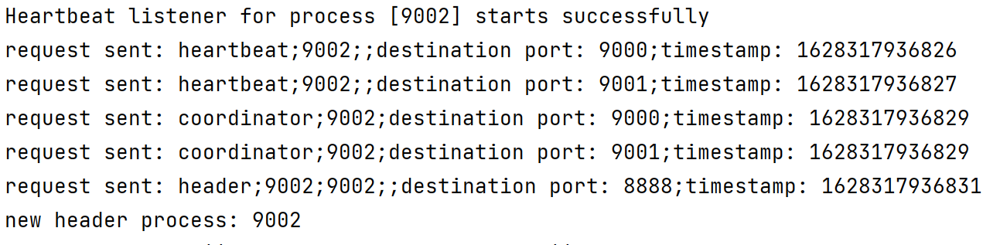 Heartbeat listener for process [9002] starts successfully
request sent: heartbeat;9002;;destination port: 9000;timestamp: 1628317936826
request sent: heartbeat;9002;;destination port: 9001;timestamp: 1628317936827
request sent: coordinator;9002;destination port: 9000;timestamp: 1628317936829
request sent: coordinator;9002;destination port: 9001;timestamp: 1628317936829
request sent: header;9002;9002;;destination port: 8888;timestamp: 1628317936831
new header process: 9002